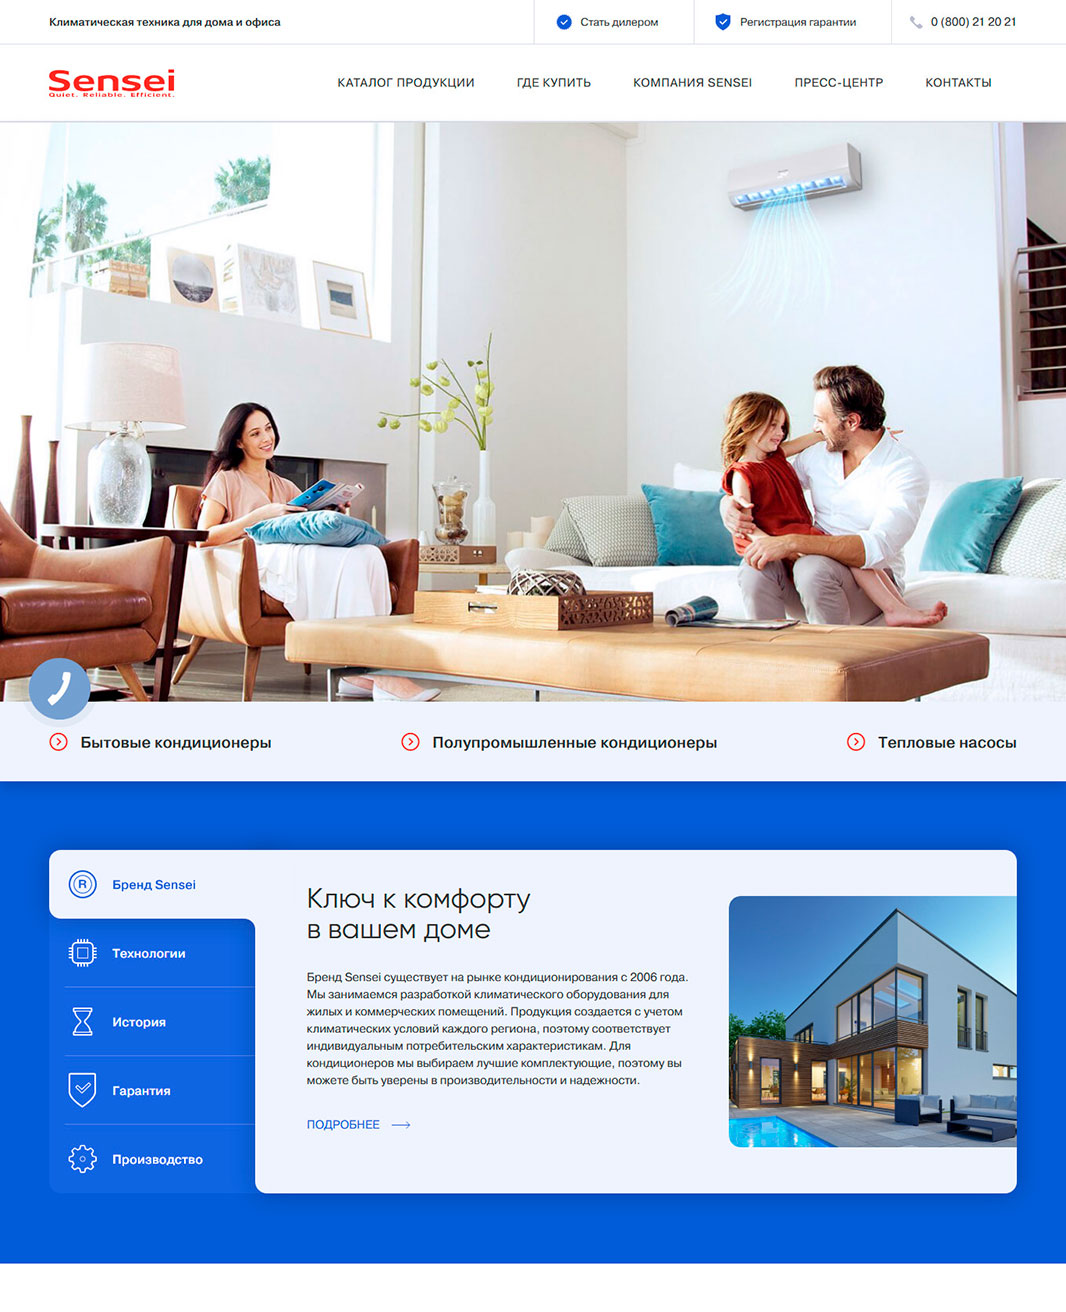 Климатическая техника для дома и офиса
Стать дилером
Регистрация гарантии
0 (800) 21 20 21
Sensei
Quiet. Reliable. Efficient.
КАТАЛОГ ПРОДУКЦИИ
ГДЕ КУПИТЬ
КОМПАНИЯ SENSEI
ПРЕСС-ЦЕНТР
КОНТАКТЫ
Бытовые кондиционеры
Полупромышленные кондиционеры
Тепловые насосы
R
Бренд Sensei
Технологии
История
Гарантия
Производство
Ключ к комфорту
в вашем доме
Бренд Sensei существует на рынке кондиционирования с 2006 года.
Мы занимаемся разработкой климатического оборудования для
жилых и коммерческих помещений. Продукция создается с учетом
климатических условий каждого региона, поэтому соответствует
индивидуальным потребительским характеристикам. Для
кондиционеров мы выбираем лучшие комплектующие, поэтому вы
можете быть уверены в производительности и надежности.
ПОДРОБНЕЕ